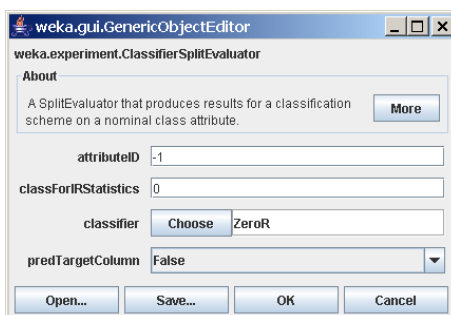 weka.gui.GenericObjectEditor
weka.experiment.ClassifierSplitEvaluator
About
A SplitEvaluator that produces results for a classification
scheme on a nominal class attribute.
More
attributeID -1
classForIRStatistics 0
classifier Choose ZeroR
predTargetColumn False
Open... Save... OK Cancel